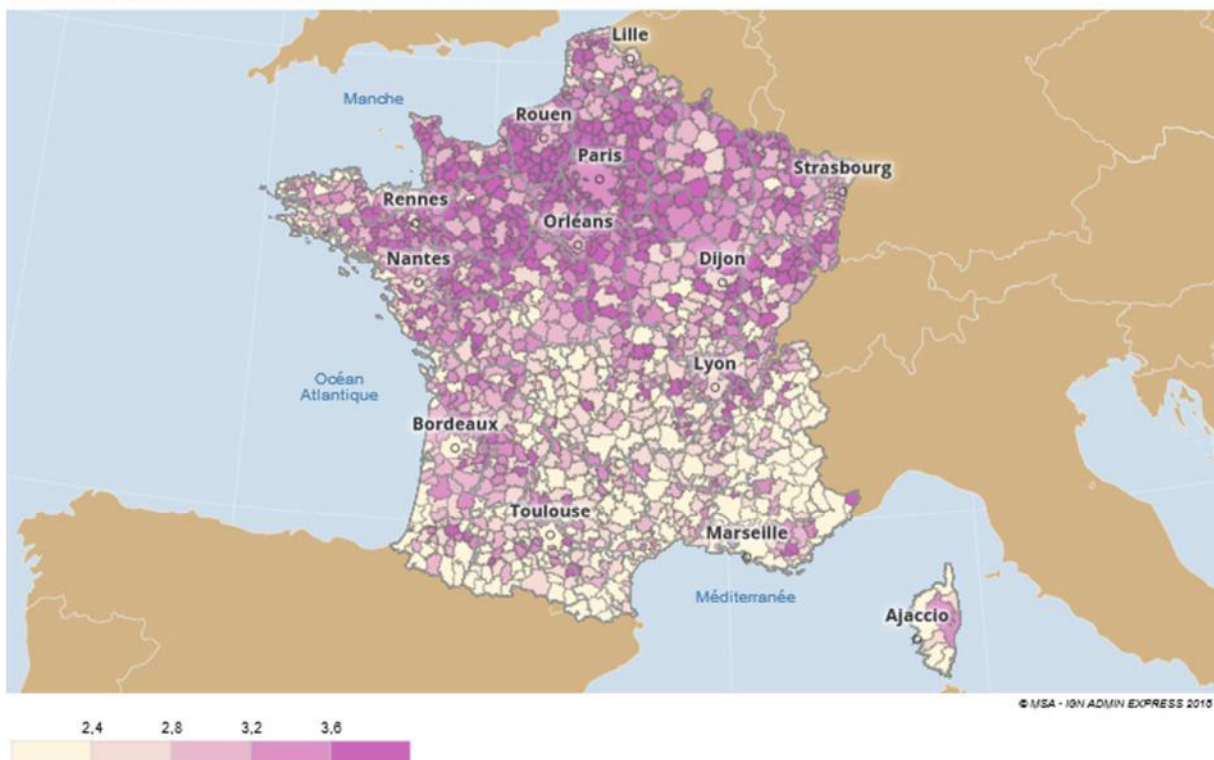 Lille
Manche
Rouen
Paris
Strasbourg
Rennes
Orléans
Nantes
Dijon
Océan
Atlantique
Lyon
Bordeaux
Toulouse
Marseille
Méditerranée
Ajaccio
© MSA - IGN ADMIN EXPRESS 2016
2,4 2,8 3,2 3,6